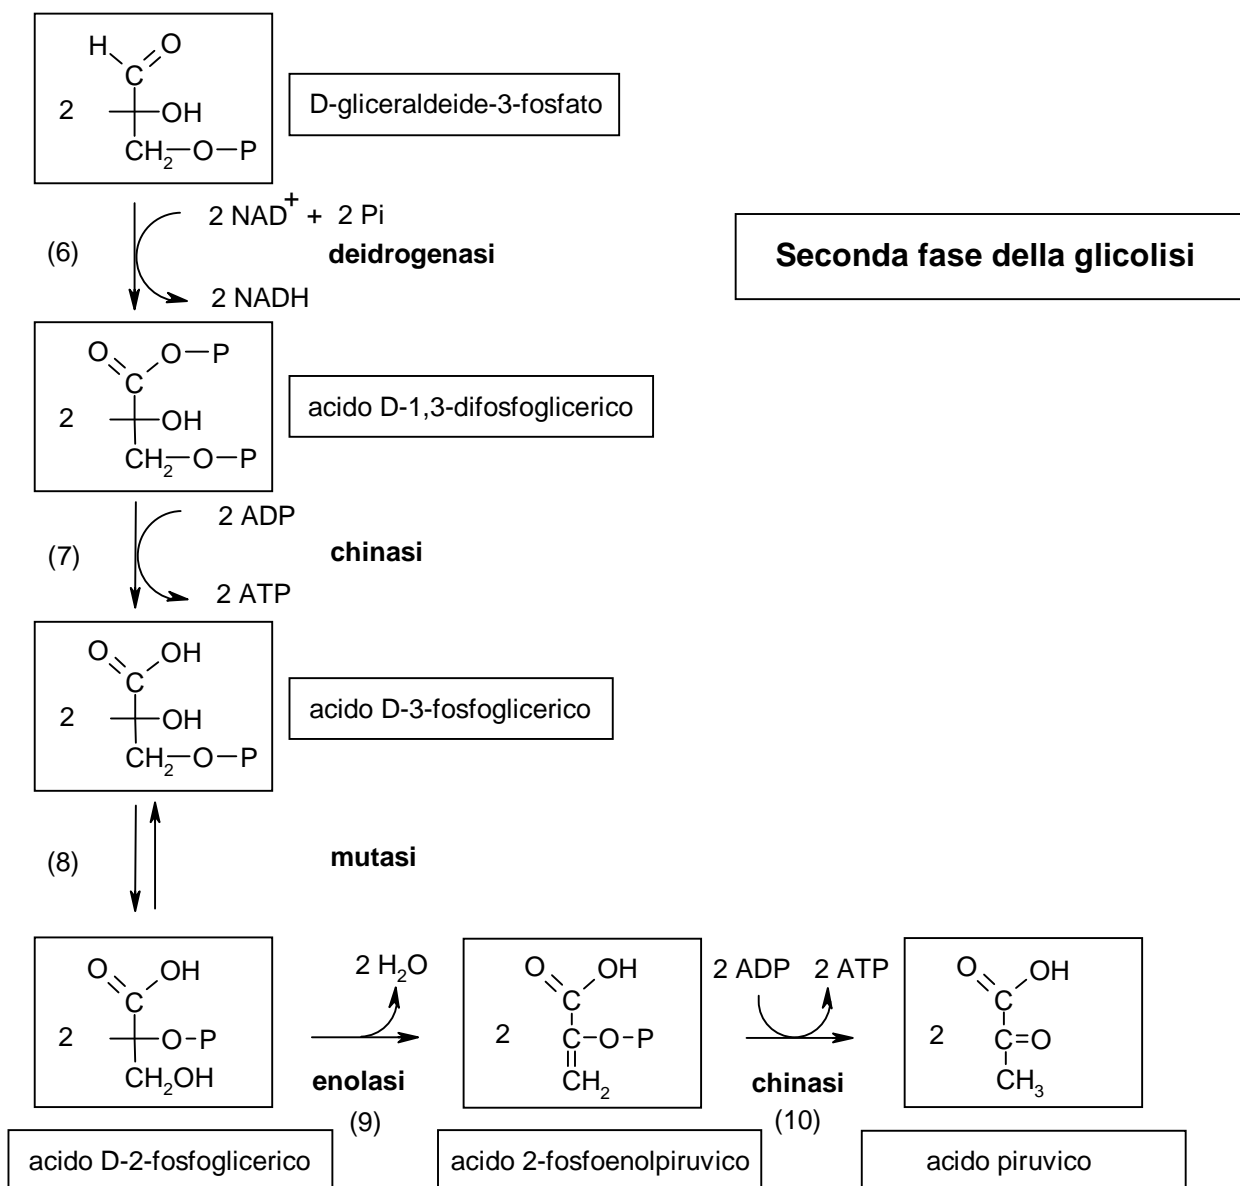 H O
C
2 OH
CH2 O P
D-gliceraldeide-3-fosfato
2 NAD+ + 2 Pi
(6) deidrogenasi
2 NADH
Seconda fase della glicolisi
O O P
C
2 OH
CH2 O P
acido D-1,3-difosfoglicerico
2 ADP
(7) chinasi
2 ATP
O OH
C
2 OH
CH2 O P
acido D-3-fosfoglicerico
(8) mutasi
O OH
C
2 O P
CH2OH
acido D-2-fosfoglicerico
2 H2O
enolasi
(9)
O OH
C
2 C O P
CH2
acido 2-fosfoenolpiruvico
2 ADP 2 ATP
chinasi
(10)
O OH
C
2 C=O
CH3
acido piruvico